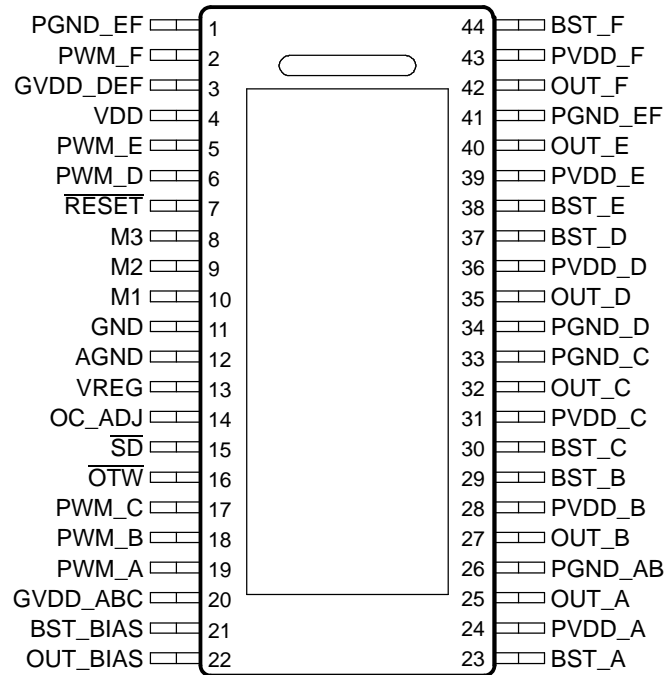 PGND_EF 1 44 BST_F
PWM_F 2 43 PVDD_F
GVDD_DEF 3 42 OUT_F
VDD 4 41 PGND_EF
PWM_E 5 40 OUT_E
PWM_D 6 39 PVDD_E
RESET 7 38 BST_E
M3 8 37 BST_D
M2 9 36 PVDD_D
M1 10 35 OUT_D
GND 11 34 PGND_D
AGND 12 33 PGND_C
VREG 13 32 OUT_C
OC_ADJ 14 31 PVDD_C
SD 15 30 BST_C
OTW 16 29 BST_B
PWM_C 17 28 PVDD_B
PWM_B 18 27 OUT_B
PWM_A 19 26 PGND_AB
GVDD_ABC 20 25 OUT_A
BST_BIAS 21 24 PVDD_A
OUT_BIAS 22 23 BST_A